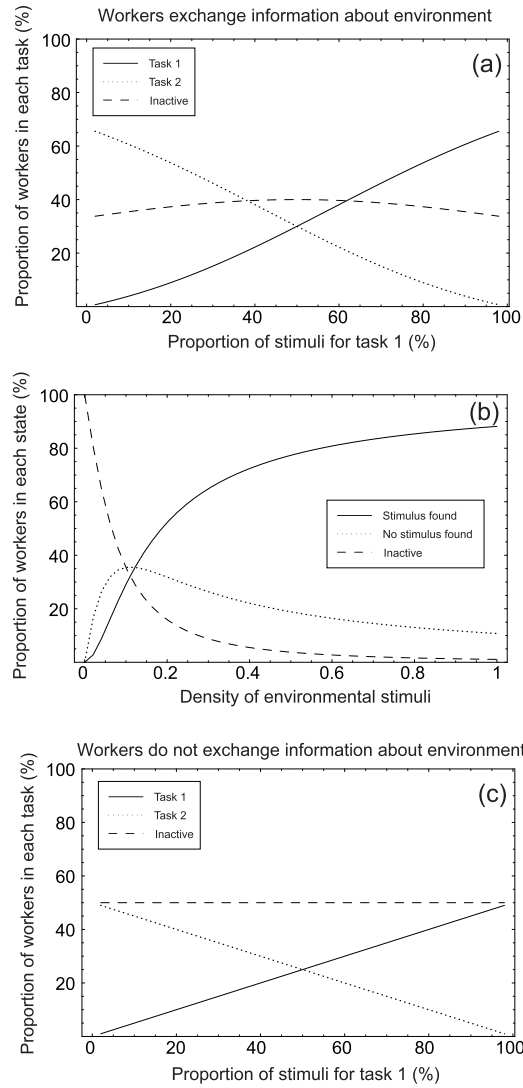 Workers exchange information about environment
Proportion of workers in each task (%)
(a)
Task 1
Task 2
Inactive
100
80
60
40
20
0 20 40 60 80 100
Proportion of stimuli for task 1 (%)
Proportion of workers in each state (%)
(b)
100
80
60
40
20
Stimulus found
No stimulus found
Inactive
0 0.2 0.4 0.6 0.8 1
Density of environmental stimuli
Workers do not exchange information about environment
Proportion of workers in each task (%)
(c)
Task 1
Task 2
Inactive
100
80
60
40
20
0 20 40 60 80 100
Proportion of stimuli for task 1 (%)